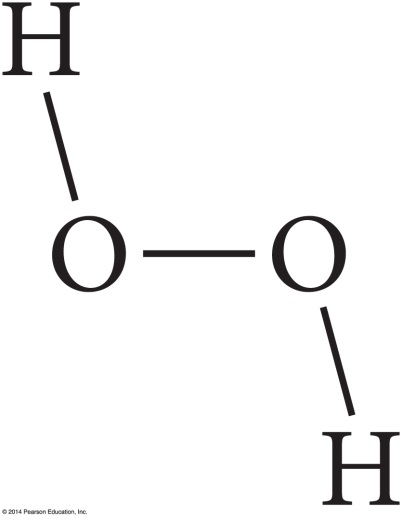 H
O O
H
© 2014 Pearson Education, Inc.